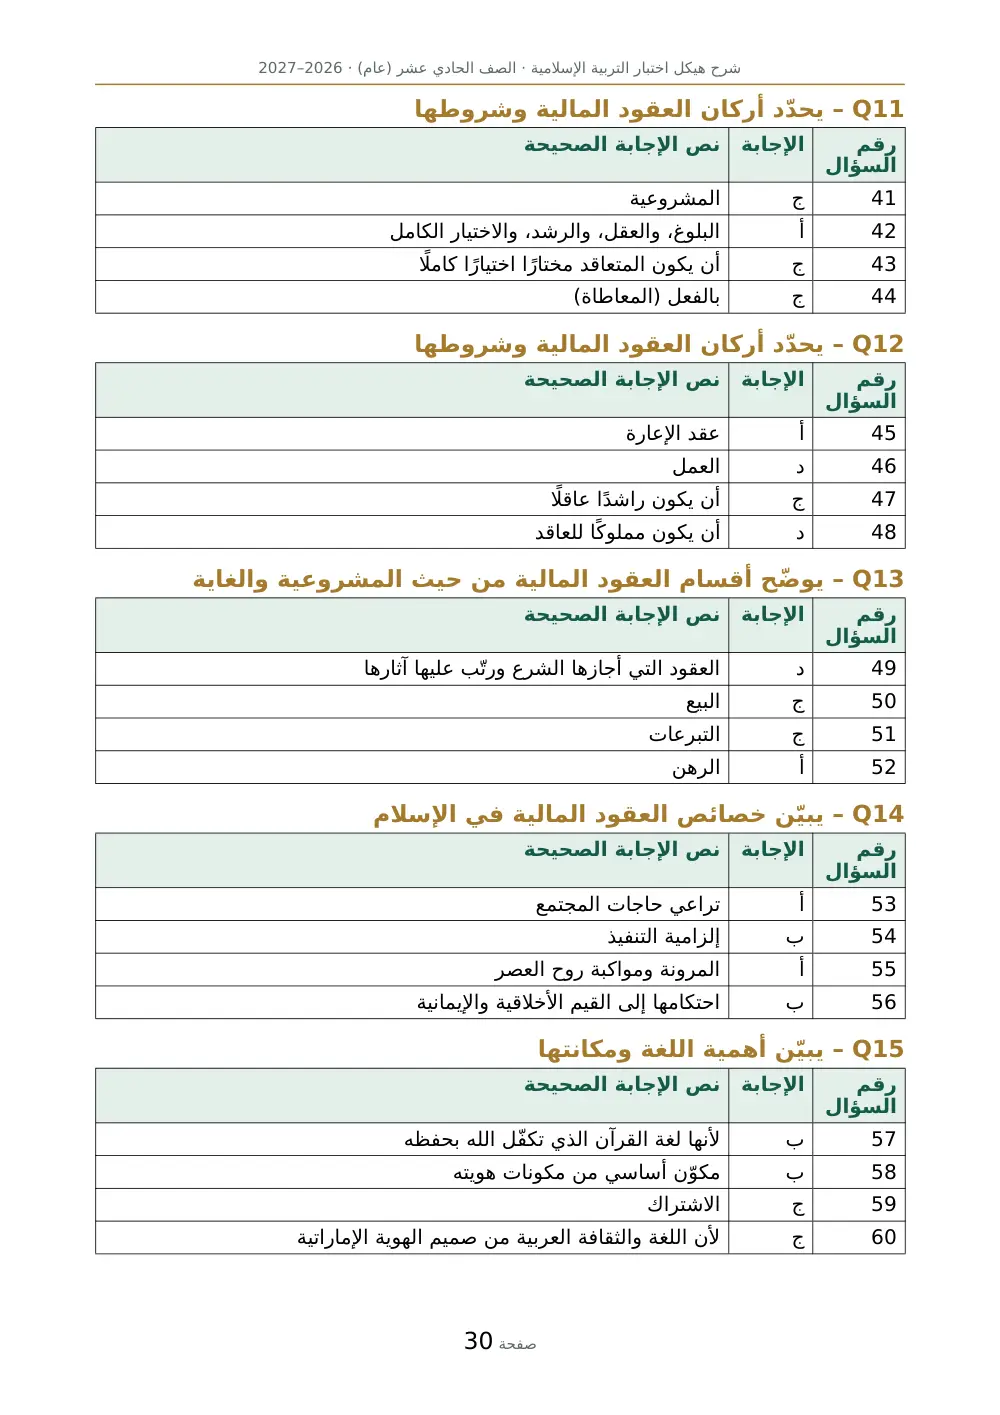 شرح هيكل اختبار التربية الإسلامية · الصف الحادي عشر (عام) · 2026–2027
Q11 – يحدّد أركان العقود المالية وشروطها
رقم السؤال الإجابة نص الإجابة الصحيحة
41 ج المشروعية
42 أ البلوغ، والعقل، والرشد، والاختيار الكامل
43 ج أن يكون المتعاقد مختارًا اختيارًا كاملًا
44 ج بالفعل (المعاطاة)
Q12 – يحدّد أركان العقود المالية وشروطها
رقم السؤال الإجابة نص الإجابة الصحيحة
45 أ عقد الإعارة
46 د العمل
47 ج أن يكون راشدًا عاقلًا
48 د أن يكون مملوكًا للعاقد
Q13 – يوضّح أقسام العقود المالية من حيث المشروعية والغاية
رقم السؤال الإجابة نص الإجابة الصحيحة
49 د العقود التي أجازها الشرع ورتّب عليها آثارها
50 ج البيع
51 ج التبرعات
52 أ الرهن
Q14 – يبيّن خصائص العقود المالية في الإسلام
رقم السؤال الإجابة نص الإجابة الصحيحة
53 أ تراعي حاجات المجتمع
54 ب إلزامية التنفيذ
55 أ المرونة ومواكبة روح العصر
56 ب احتكامها إلى القيم الأخلاقية والإيمانية
Q15 – يبيّن أهمية اللغة ومكانتها
رقم السؤال الإجابة نص الإجابة الصحيحة
57 ب لأنها لغة القرآن الذي تكفّل الله بحفظه
58 ب مكوّن أساسي من مكونات هويته
59 ج الاشتراك
60 ج لأن اللغة والثقافة العربية من صميم الهوية الإماراتية
صفحة 30